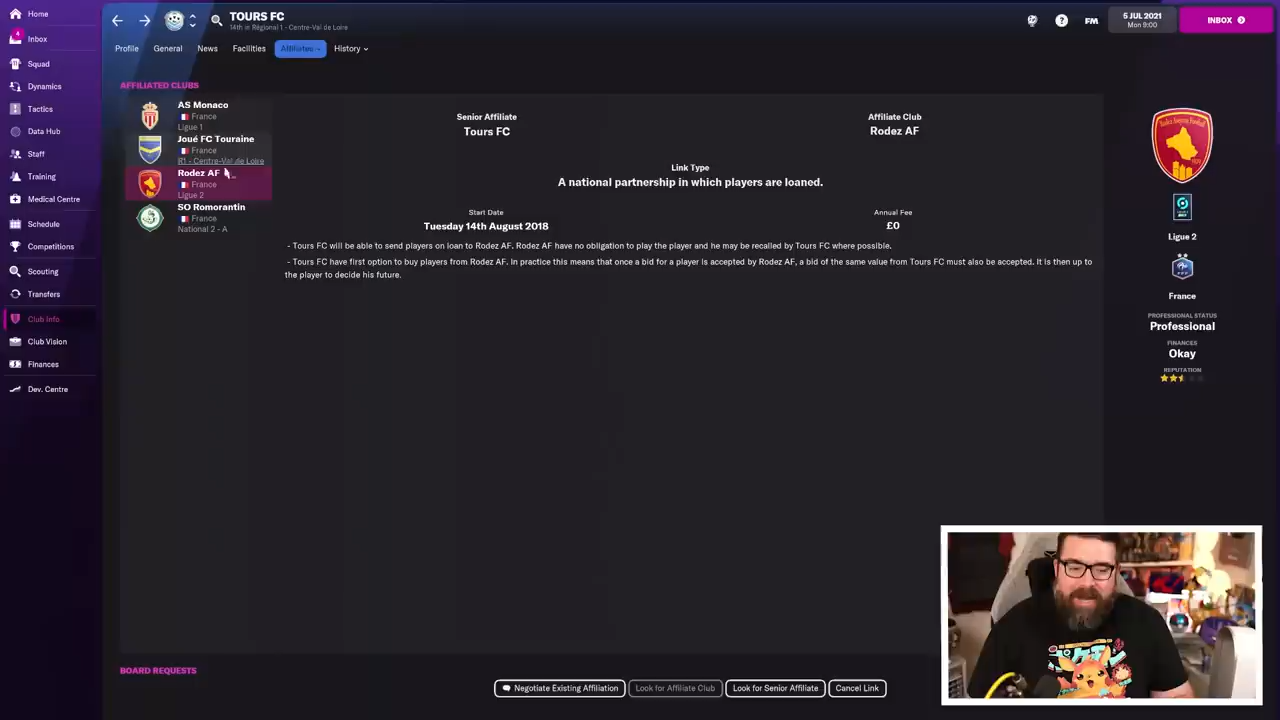 Home
4
Inbox
Squad
Dynamics
Tactics
Data Hub
Staff
Training
Medical Centre
Schedule
Competitions
Scouting
Transfers
Club Info
Club Vision
Finances
Dev. Centre
TOURS FC
14th in Régional 1 - Centre-Val de Loire
FM
5 JUL 2021
Mon 9:00
INBOX
Profile
General
News
Facilities
Affiliates
History
AFFILIATED CLUBS
AS Monaco
France
Ligue 1
Joué FC Touraine
France
R1 - Centre-Val de Loire
Rodez AF
France
Ligue 2
SO Romorantin
France
National 2 - A
Senior Affiliate
Tours FC
Affiliate Club
Rodez AF
Link Type
A national partnership in which players are loaned.
Start Date
Tuesday 14th August 2018
Annual Fee
£0
- Tours FC will be able to send players on loan to Rodez AF. Rodez AF have no obligation to play the player and he may be recalled by Tours FC where possible.
- Tours FC have first option to buy players from Rodez AF. In practice this means that once a bid for a player is accepted by Rodez AF, a bid of the same value from Tours FC must also be accepted. It is then up to
the player to decide his future.
Ligue 2
France
PROFESSIONAL STATUS
Professional
FINANCES
Okay
REPUTATION
BOARD REQUESTS
Negotiate Existing Affiliation
Look for Affiliate Club
Look for Senior Affiliate
Cancel Link